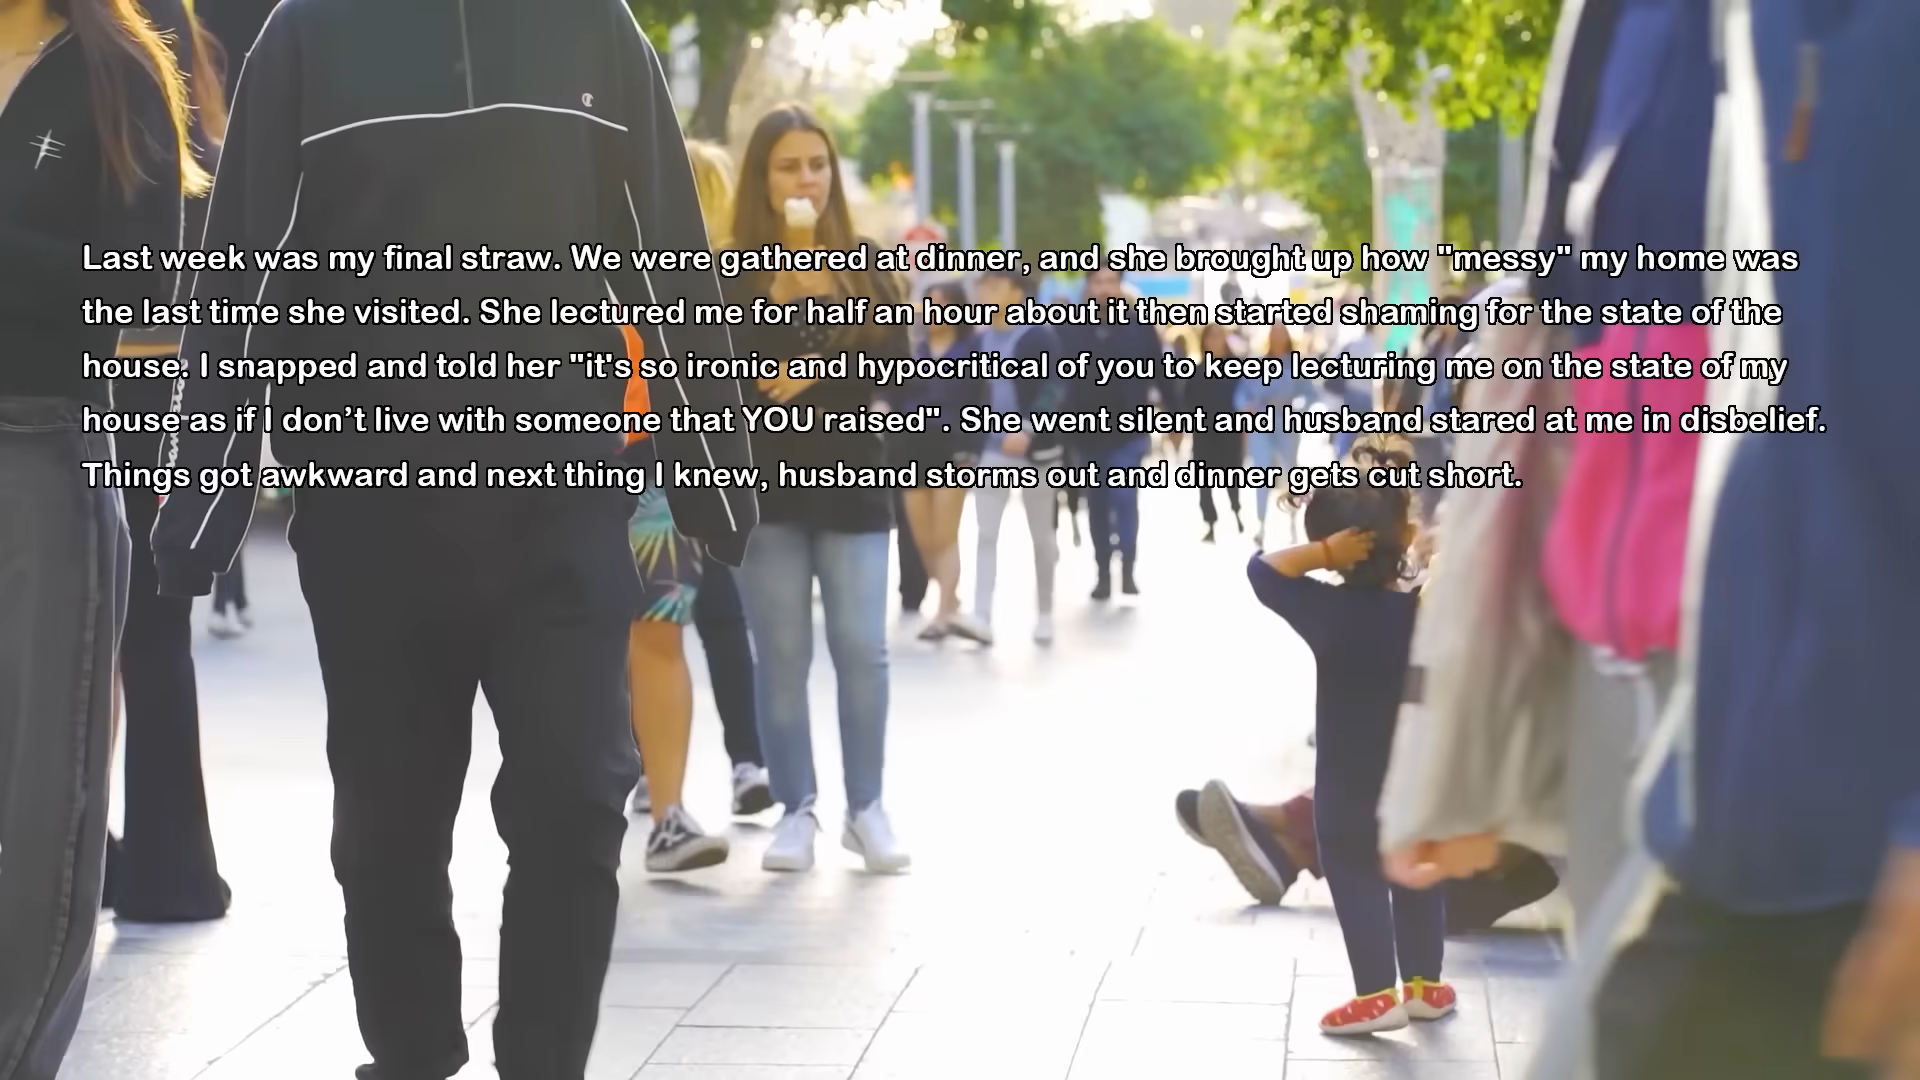 Last week was my final straw. We were gathered at dinner, and she brought up how "messy" my home was
the last time she visited. She lectured me for half an hour about it then started shaming for the state of the
house. I snapped and told her "it's so ironic and hypocritical of you to keep lecturing me on the state of my
house as if I don’t live with someone that YOU raised". She went silent and husband stared at me in disbelief.
Things got awkward and next thing I knew, husband storms out and dinner gets cut short.